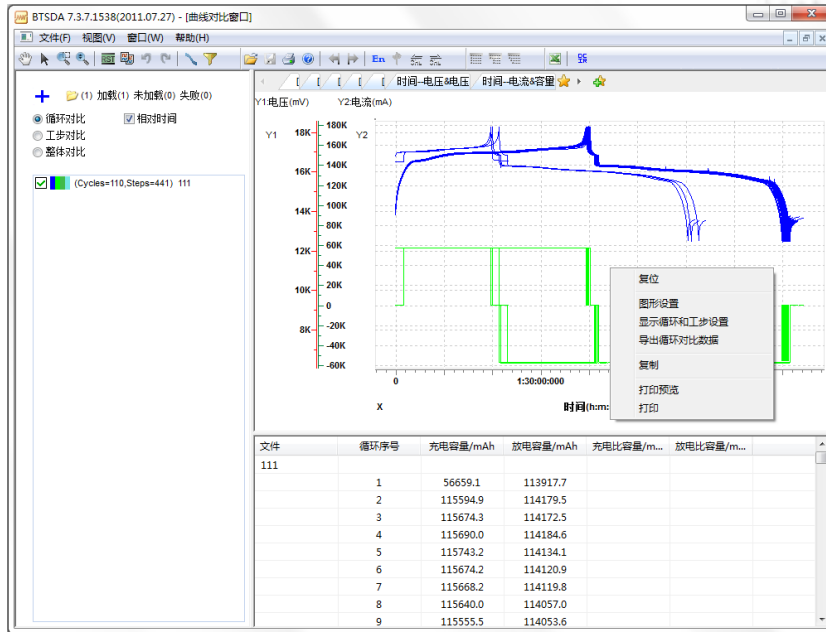 BTSDA 7.3.7.1538(2011.07.27) - [曲线对比窗口]
文件(F) 视图(V) 窗口(W) 帮助(H)
En
(1) 加载(1) 未加载(0) 失败(0)
循环对比 相对时间
工步对比
整体对比
(Cycles=110,Steps=441) 111
[ [ [ [ [ 时间--电压&电压 时间--电流&容量
Y1:电压(mV) Y2:电流(mA)
Y1 Y2
18K
16K
14K
12K
10K
8K
180K
160K
140K
120K
100K
80K
60K
40K
20K
0
-20K
-40K
-60K
0 1:30:00:000
X 时间(h:m:
复位
图形设置
显示循环和工步设置
导出循环对比数据
复制
打印预览
打印
文件 循环序号 充电容量/mAh 放电容量/mAh 充电比容量/m... 放电比容量/m...
111
1 56659.1 113917.7
2 115594.9 114179.5
3 115674.3 114172.5
4 115690.0 114184.6
5 115743.2 114134.1
6 115674.2 114120.9
7 115668.2 114119.8
8 115640.0 114057.0
9 115555.5 114053.6